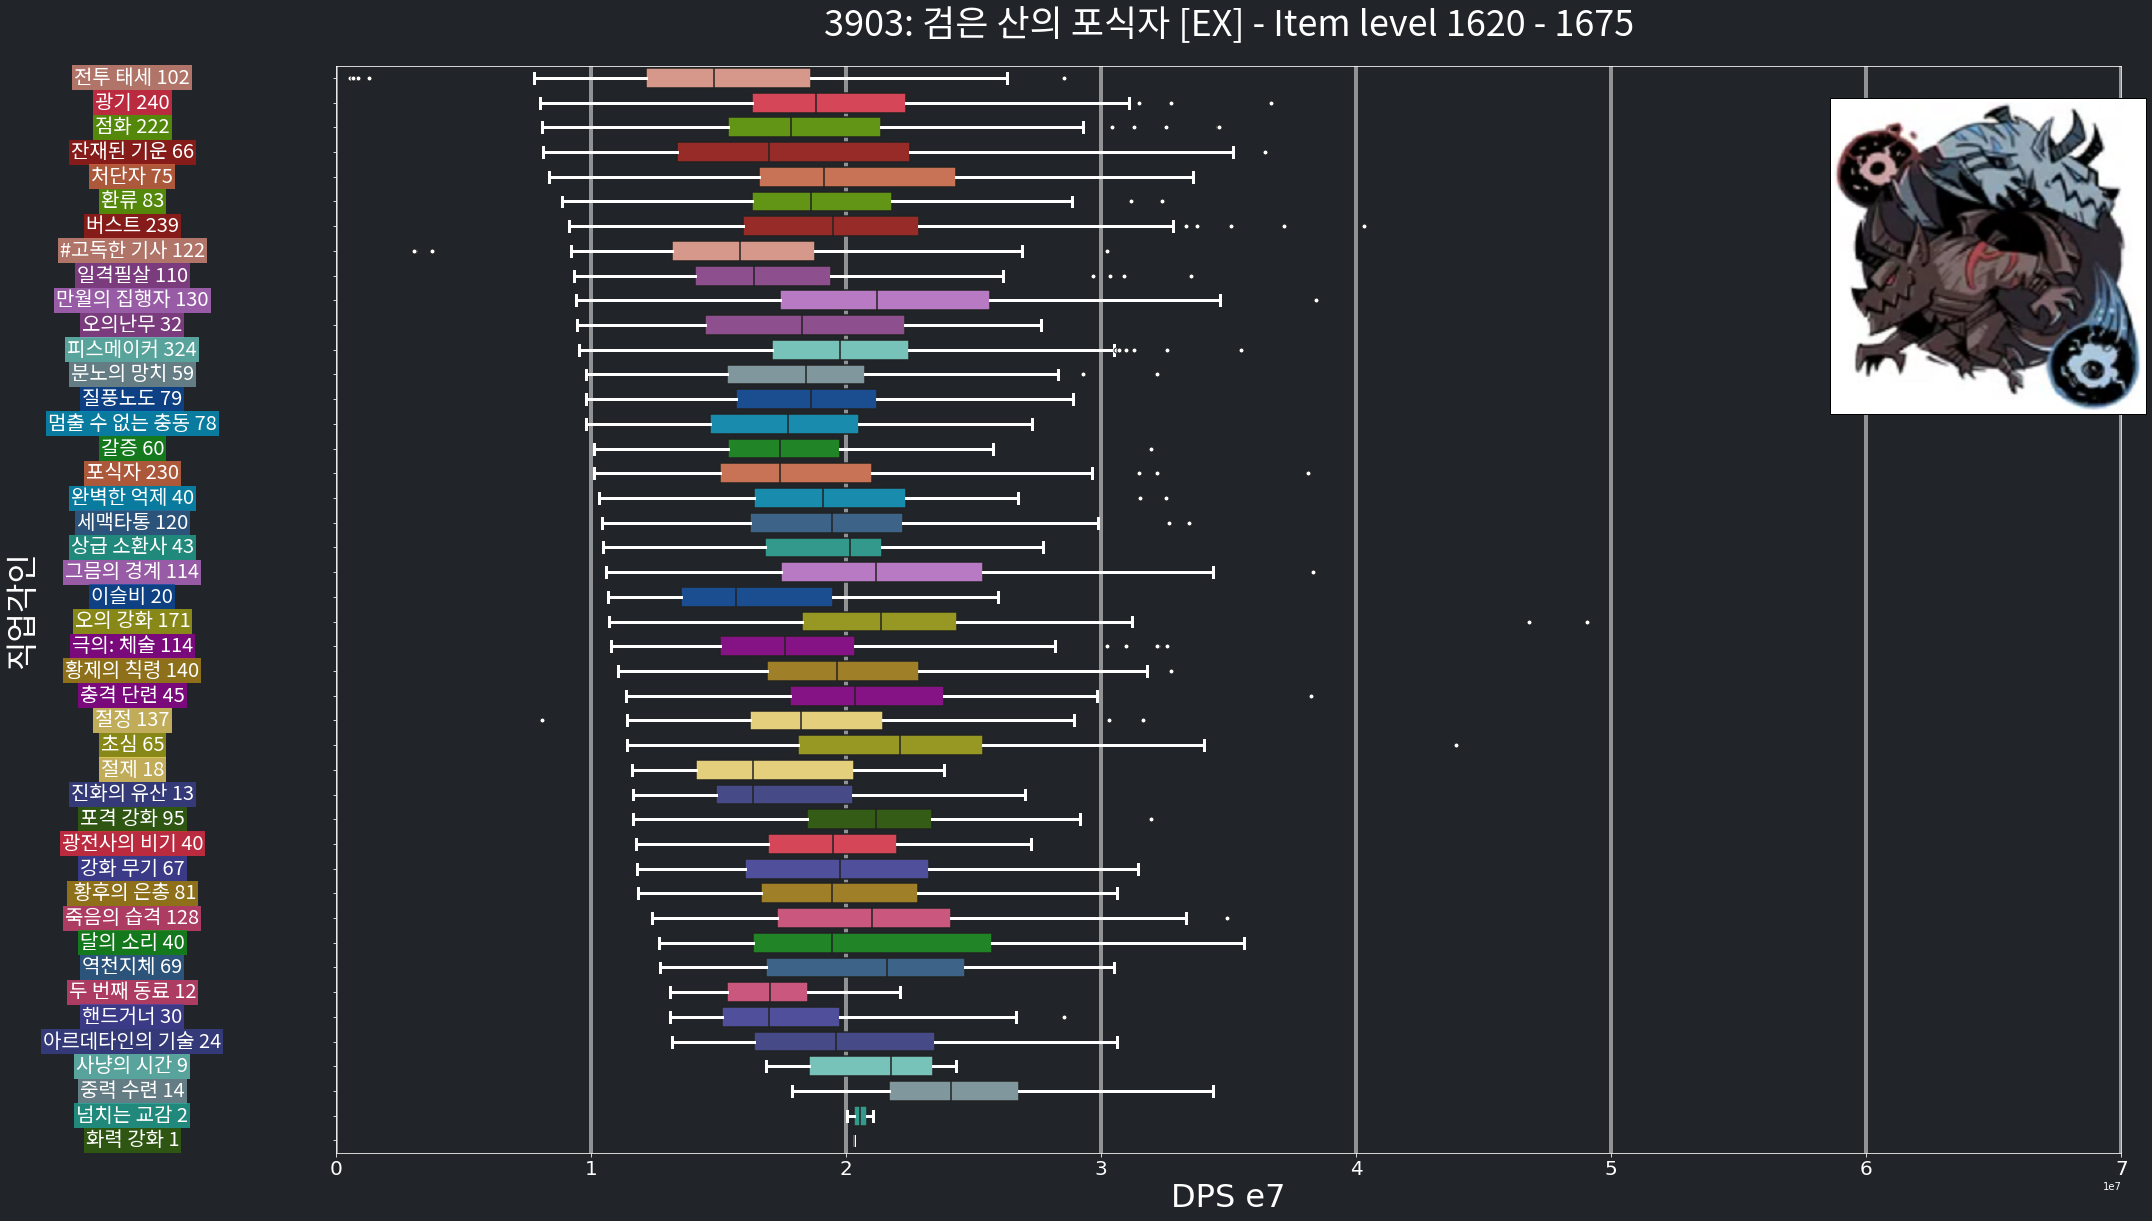 3903: 검은 산의 포식자 [EX] - Item level 1620 - 1675
전투 태세 102
광기 240
점화 222
잔재된 기운 66
처단자 75
환류 83
버스트 239
#고독한 기사 122
일격필살 110
만월의 집행자 130
오의난무 32
피스메이커 324
분노의 망치 59
질풍노도 79
멈출 수 없는 충동 78
갈증 60
포식자 230
완벽한 억제 40
세맥타통 120
상급 소환사 43
그믐의 경계 114
이슬비 20
오의 강화 171
극의: 체술 114
황제의 칙령 140
충격 단련 45
절정 137
초심 65
절제 18
진화의 유산 13
포격 강화 95
광전사의 비기 40
강화 무기 67
황후의 은총 81
죽음의 습격 128
달의 소리 40
역천지체 69
두 번째 동료 12
핸드거너 30
아르데타인의 기술 24
사냥의 시간 9
중력 수련 14
넘치는 교감 2
화력 강화 1
직업각인
0 1 2 3 4 5 6 7
1e7
DPS e7